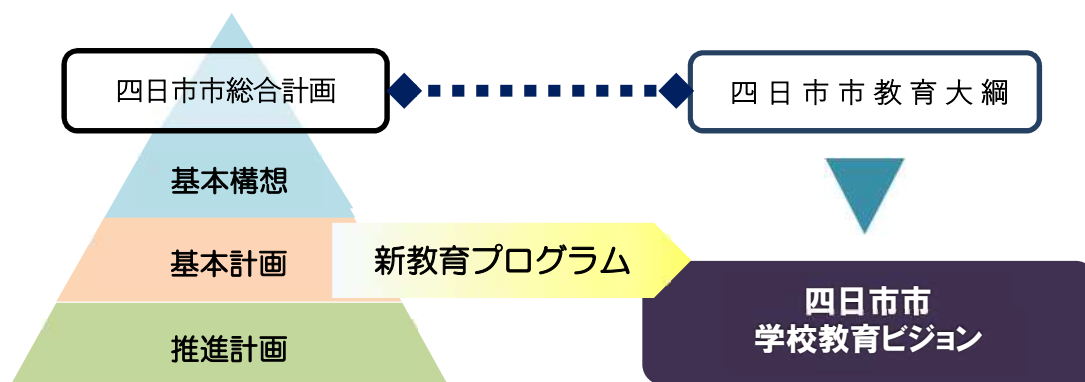 四日市市総合計画
四日市市教育大綱
基本構想
基本計画
新教育プログラム
推進計画
四日市市
学校教育ビジョン